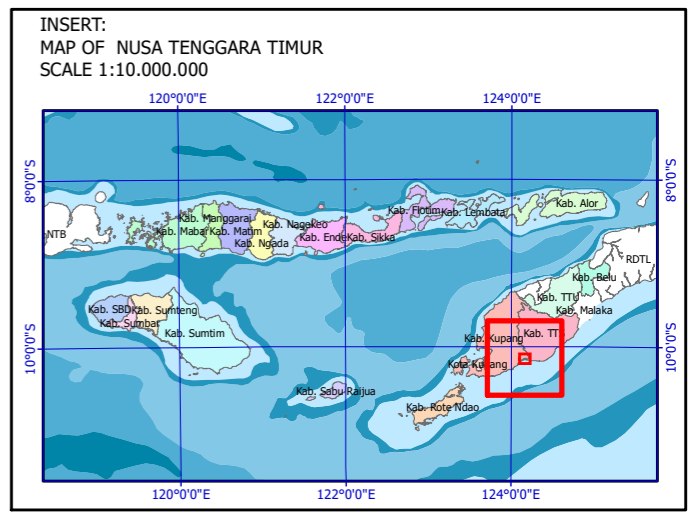 INSERT:
MAP OF NUSA TENGGARA TIMUR
SCALE 1:10.000.000
120°0'0"E 122°0'0"E 124°0'0"E
8°0'0"S 8°0'0"S
Kab. Alor
Kab. Flotim Kab. Lembata
Kab. Manggarai Kab. Nagekeo
NTB Kab. Mabar Kab. Matim Kab. Ende Kab. Sikka
Kab. Ngada
RDTL
Kab. Belu
Kab. TTU
Kab. SBD Kab. Sumteng Kab. Malaka
Kab. Sumbar
Kab. Sumtim Kab. Kupang Kab. TT
10°0'0"S 10°0'0"S
Kota Kupang
Kab. Sabu Raijua
Kab. Rote Ndao
120°0'0"E 122°0'0"E 124°0'0"E